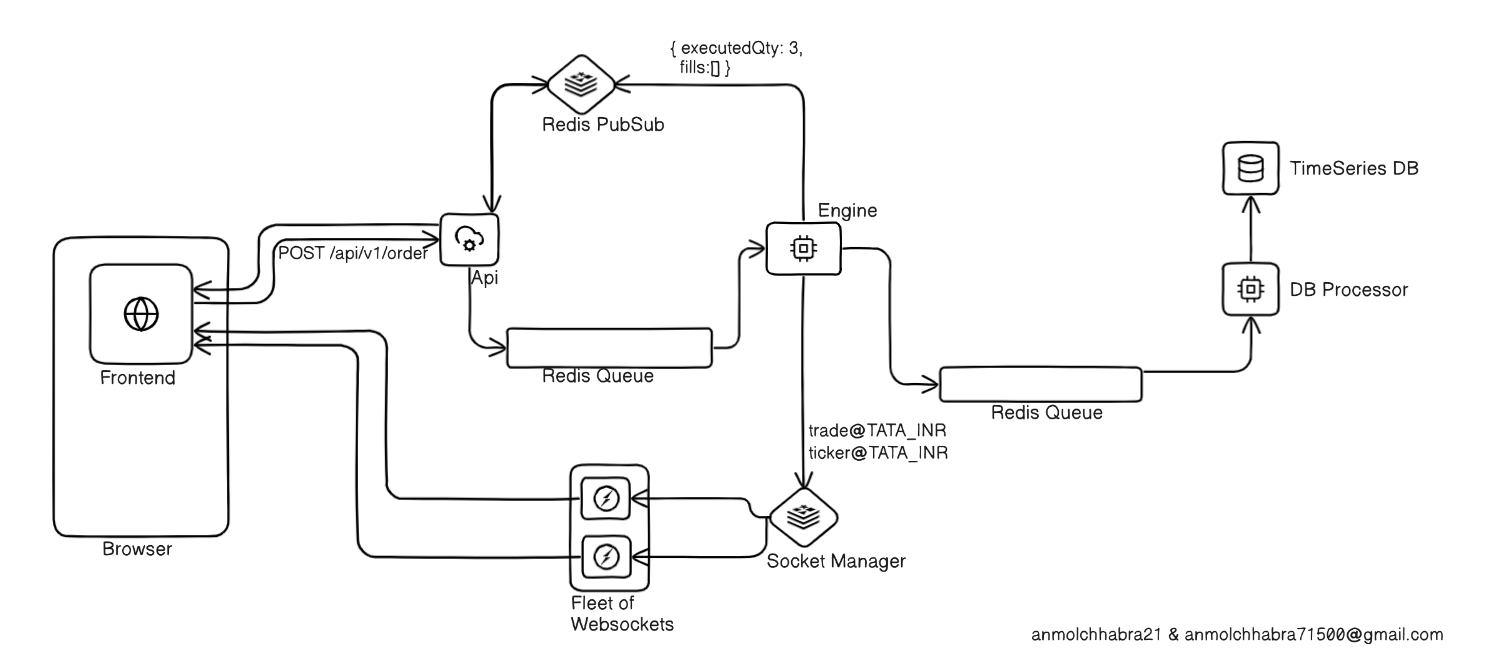 { executedQty: 3,
fills:[] }
Redis PubSub
TimeSeries DB
Engine
POST /api/v1/order
Api
DB Processor
Frontend
Redis Queue
Redis Queue
trade@TATA_INR
ticker@TATA_INR
Browser
Socket Manager
Fleet of
Websockets
anmolchhabra21 & anmolchhabra71500@gmail.com